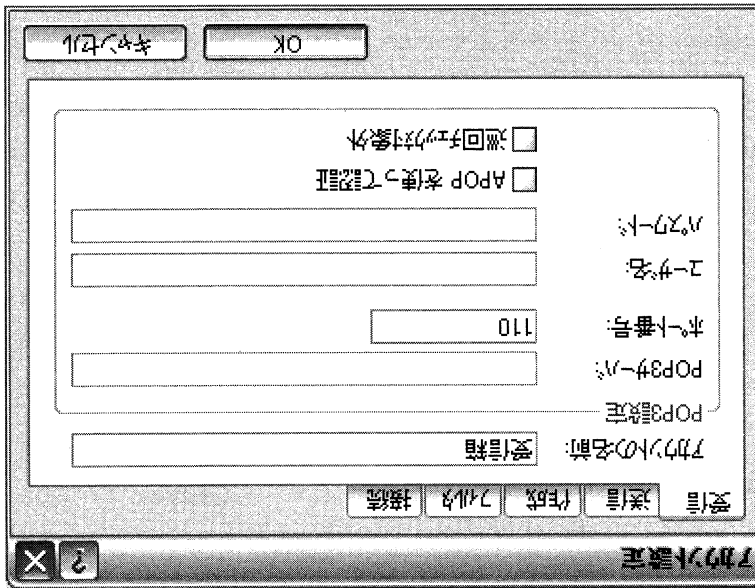 アカウント設定
受信 送信 作成 フィルタ 接続
アカウントの名前: 受信箱
POP3設定
POP3サーバ:
ポート番号: 110
ユーザ名:
パスワード:
APOP を使って認証
巡回チェック対象外
OK キャンセル